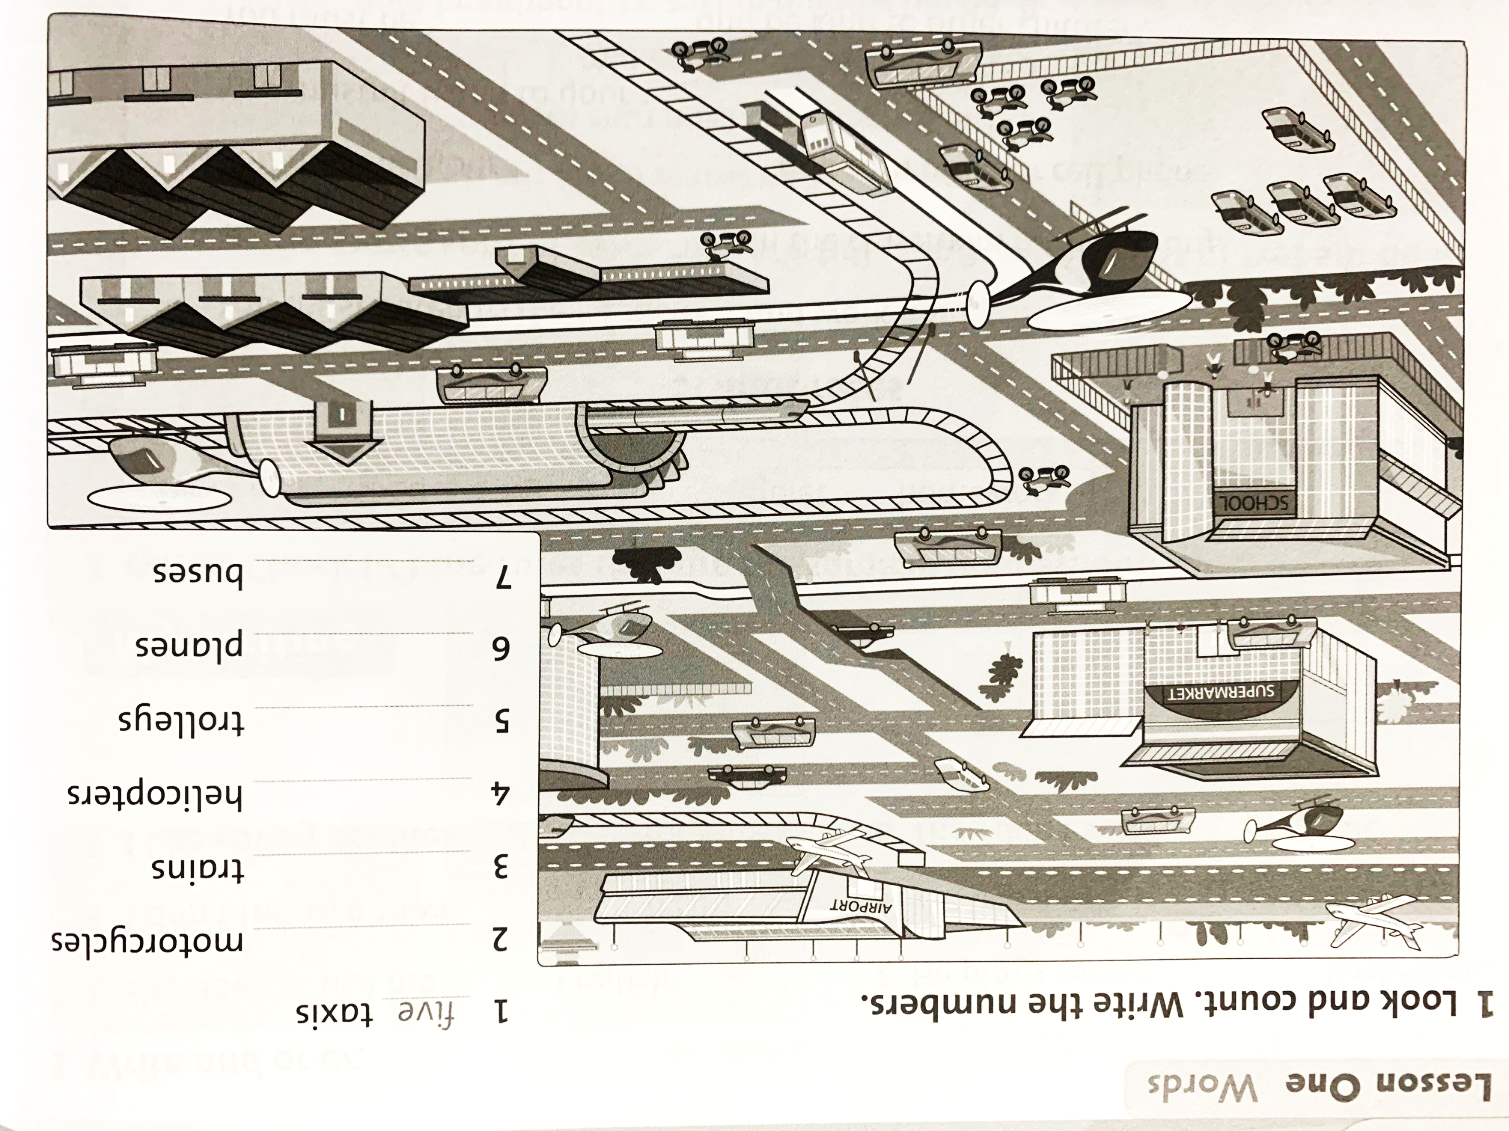 Lesson One Words
1 Look and count. Write the numbers.
1 five taxis
2 motorcycles
3 trains
4 helicopters
5 trolleys
6 planes
7 buses
AIRPORT
SUPERMARKET
SCHOOL